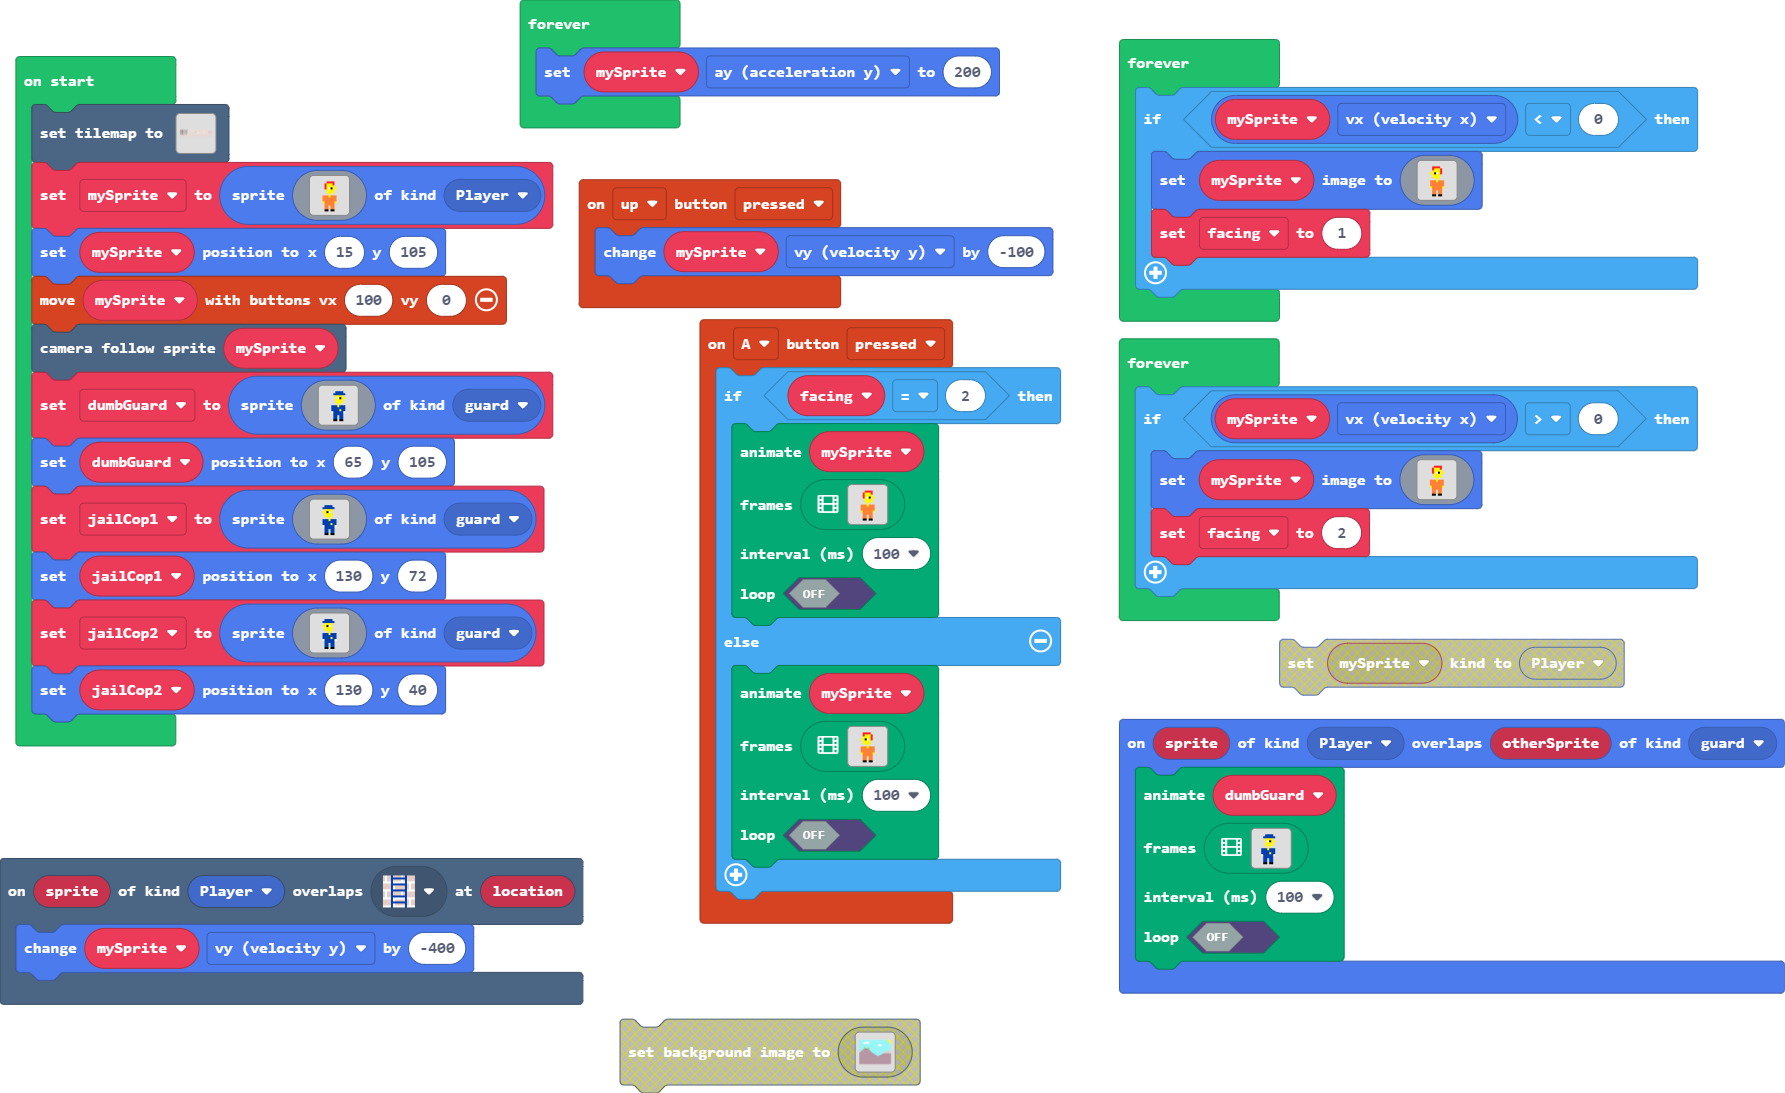 on start
set tilemap to
set mySprite to sprite of kind Player
set mySprite position to x 15 y 105
move mySprite with buttons vx 100 vy 0
camera follow sprite mySprite
set dumbGuard to sprite of kind guard
set dumbGuard position to x 65 y 105
set jailCop1 to sprite of kind guard
set jailCop1 position to x 130 y 72
set jailCop2 to sprite of kind guard
set jailCop2 position to x 130 y 40
on sprite of kind Player overlaps at location
change mySprite vy (velocity y) by -400
forever
set mySprite ay (acceleration y) to 200
on up button pressed
change mySprite vy (velocity y) by -100
on A button pressed
if facing = 2 then
animate mySprite
frames
interval (ms) 100
loop OFF
else
animate mySprite
frames
interval (ms) 100
loop OFF
set background image to
forever
if mySprite vx (velocity x) < 0 then
set mySprite image to
set facing to 1
forever
if mySprite vx (velocity x) > 0 then
set mySprite image to
set facing to 2
set mySprite kind to Player
on sprite of kind Player overlaps otherSprite of kind guard
animate dumbGuard
frames
interval (ms) 100
loop OFF